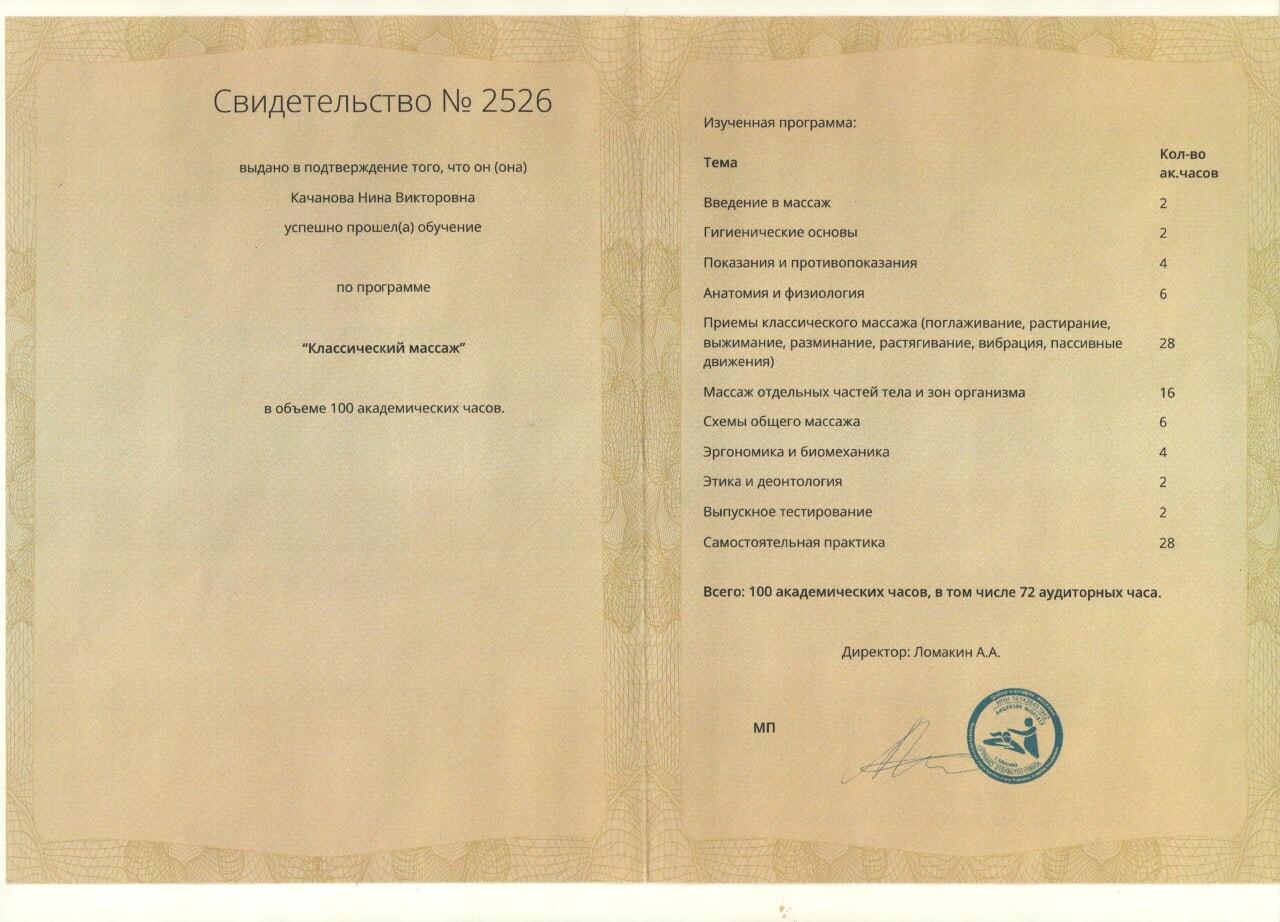 Свидетельство № 2526
выдано в подтверждение того, что он (она)
Качанова Нина Викторовна
успешно прошел(а) обучение
по программе
“Классический массаж”
в объеме 100 академических часов.
Изученная программа:
Тема Кол-во ак.часов
Введение в массаж 2
Гигиенические основы 2
Показания и противопоказания 4
Анатомия и физиология 6
Приемы классического массажа (поглаживание, растирание,
выжимание, разминание, растягивание, вибрация, пассивные 28
движения)
Массаж отдельных частей тела и зон организма 16
Схемы общего массажа 6
Эргономика и биомеханика 4
Этика и деонтология 2
Выпускное тестирование 2
Самостоятельная практика 28
Всего: 100 академических часов, в том числе 72 аудиторных часа.
Директор: Ломакин А.А.
МП
г. Москва